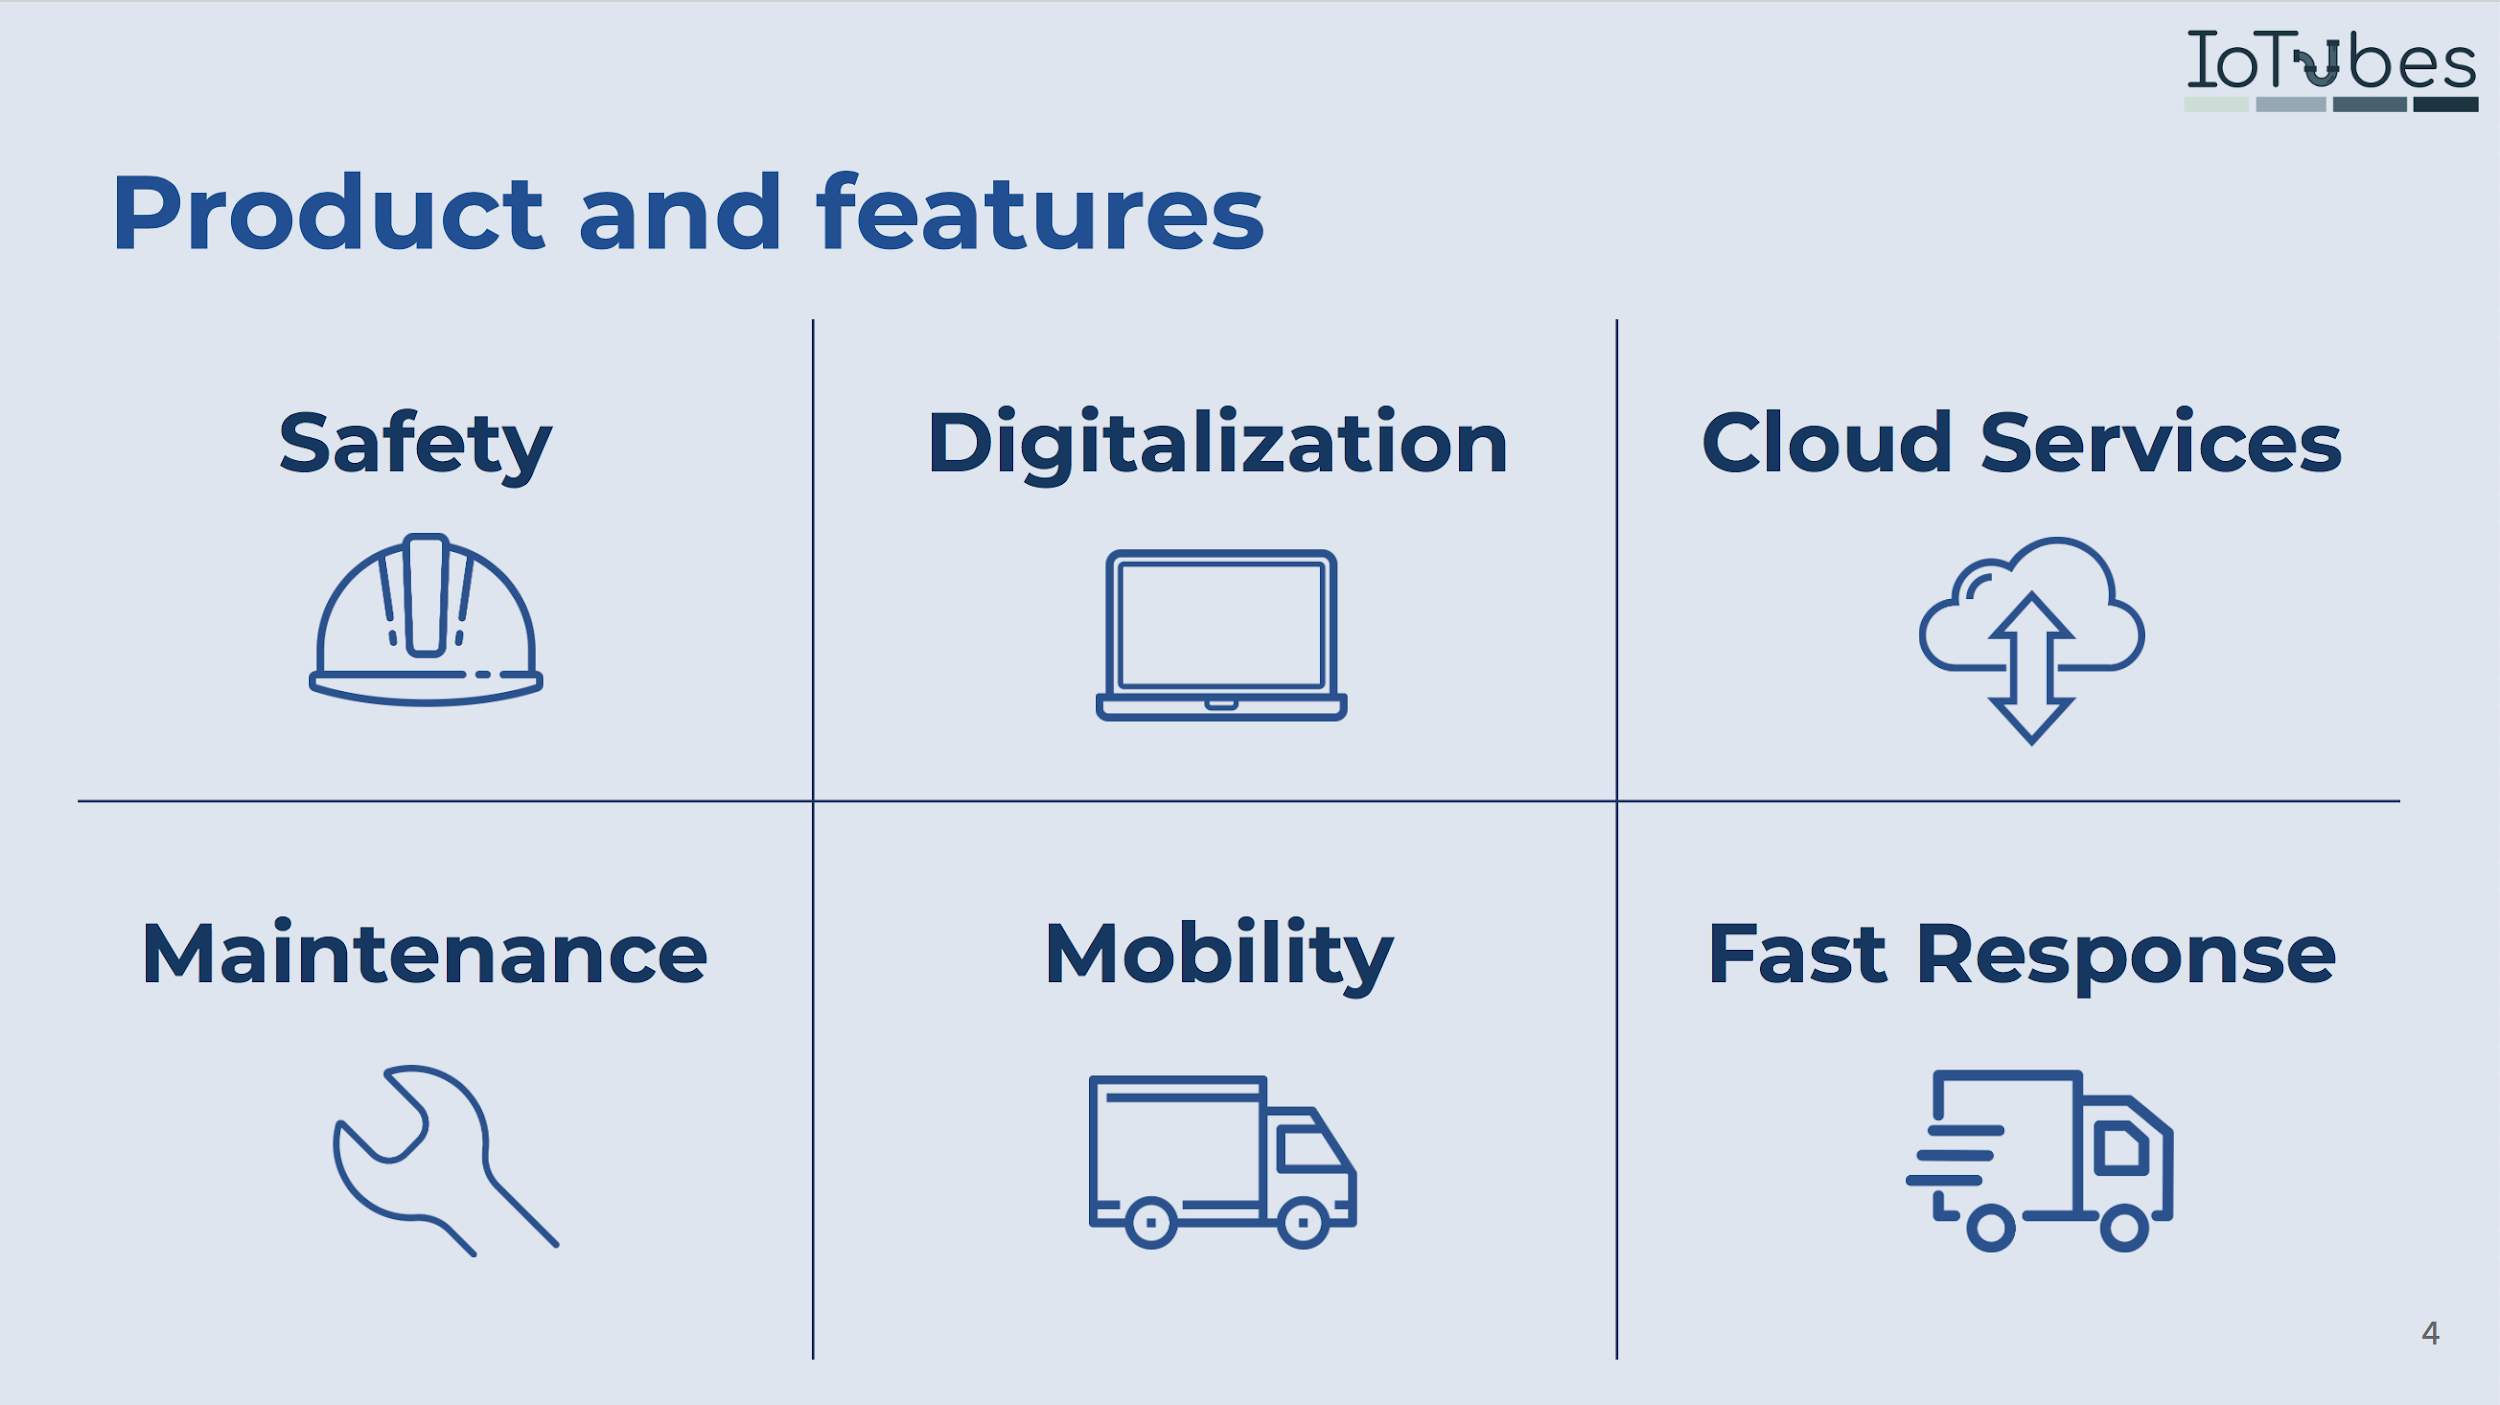 IoTubes
Product and features
Safety
Digitalization
Cloud Services
Maintenance
Mobility
Fast Response
4